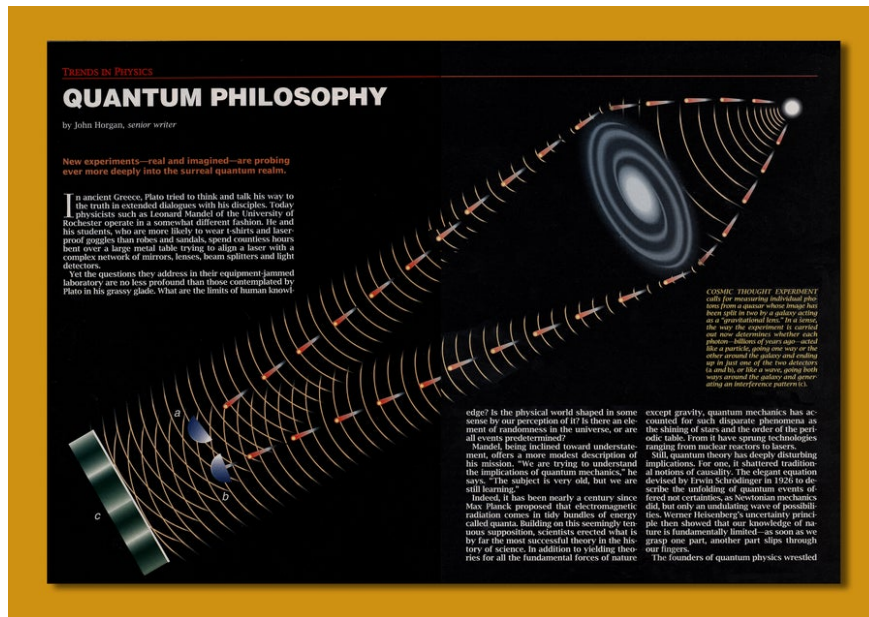 TRENDS IN PHYSICS
QUANTUM PHILOSOPHY
by John Horgan, senior writer
New experiments—real and imagined—are probing
ever more deeply into the surreal quantum realm.
In ancient Greece, Plato tried to think and talk his way to
the truth in extended dialogues with his disciples. Today
physicists such as Leonard Mandel of the University of
Rochester operate in a somewhat different fashion. He and
his students, who are more likely to wear t-shirts and laser-
proof goggles than robes and sandals, spend countless hours
bent over a large metal table trying to align a laser with a
complex network of mirrors, lenses, beam splitters and light
detectors.
Yet the questions they address in their equipment-jammed
laboratory are no less profound than those contemplated by
Plato in his grassy glade. What are the limits of human knowl-
COSMIC THOUGHT EXPERIMENT
calls for measuring individual pho-
tons from a quasar whose image has
been split in two by a galaxy acting
as a "gravitational lens." In a sense,
the way the experiment is carried
out now determines whether each
photon—billions of years ago—acted
like a particle, going one way or the
other around the galaxy and ending
up in just one of the two detectors
(a and b), or like a wave, going both
ways around the galaxy and gener-
ating an interference pattern (c).
a
b
c
edge? Is the physical world shaped in some
sense by our perception of it? Is there an ele-
ment of randomness in the universe, or are
all events predetermined?
Mandel, being inclined toward understate-
ment, offers a more modest description of
his mission. "We are trying to understand
the implications of quantum mechanics," he
says. "The subject is very old, but we are
still learning."
Indeed, it has been nearly a century since
Max Planck proposed that electromagnetic
radiation comes in tidy bundles of energy
called quanta. Building on this seemingly ten-
uous supposition, scientists erected what is
by far the most successful theory in the his-
tory of science. In addition to yielding theo-
ries for all the fundamental forces of nature
except gravity, quantum mechanics has ac-
counted for such disparate phenomena as
the shining of stars and the order of the peri-
odic table. From it have sprung technologies
ranging from nuclear reactors to lasers.
Still, quantum theory has deeply disturbing
implications. For one, it shattered tradition-
al notions of causality. The elegant equation
devised by Erwin Schrödinger in 1926 to de-
scribe the unfolding of quantum events of-
fered not certainties, as Newtonian mechanics
did, but only an undulating wave of possibili-
ties. Werner Heisenberg's uncertainty princi-
ple then showed that our knowledge of na-
ture is fundamentally limited—as soon as we
grasp one part, another part slips through
our fingers.
The founders of quantum physics wrestled